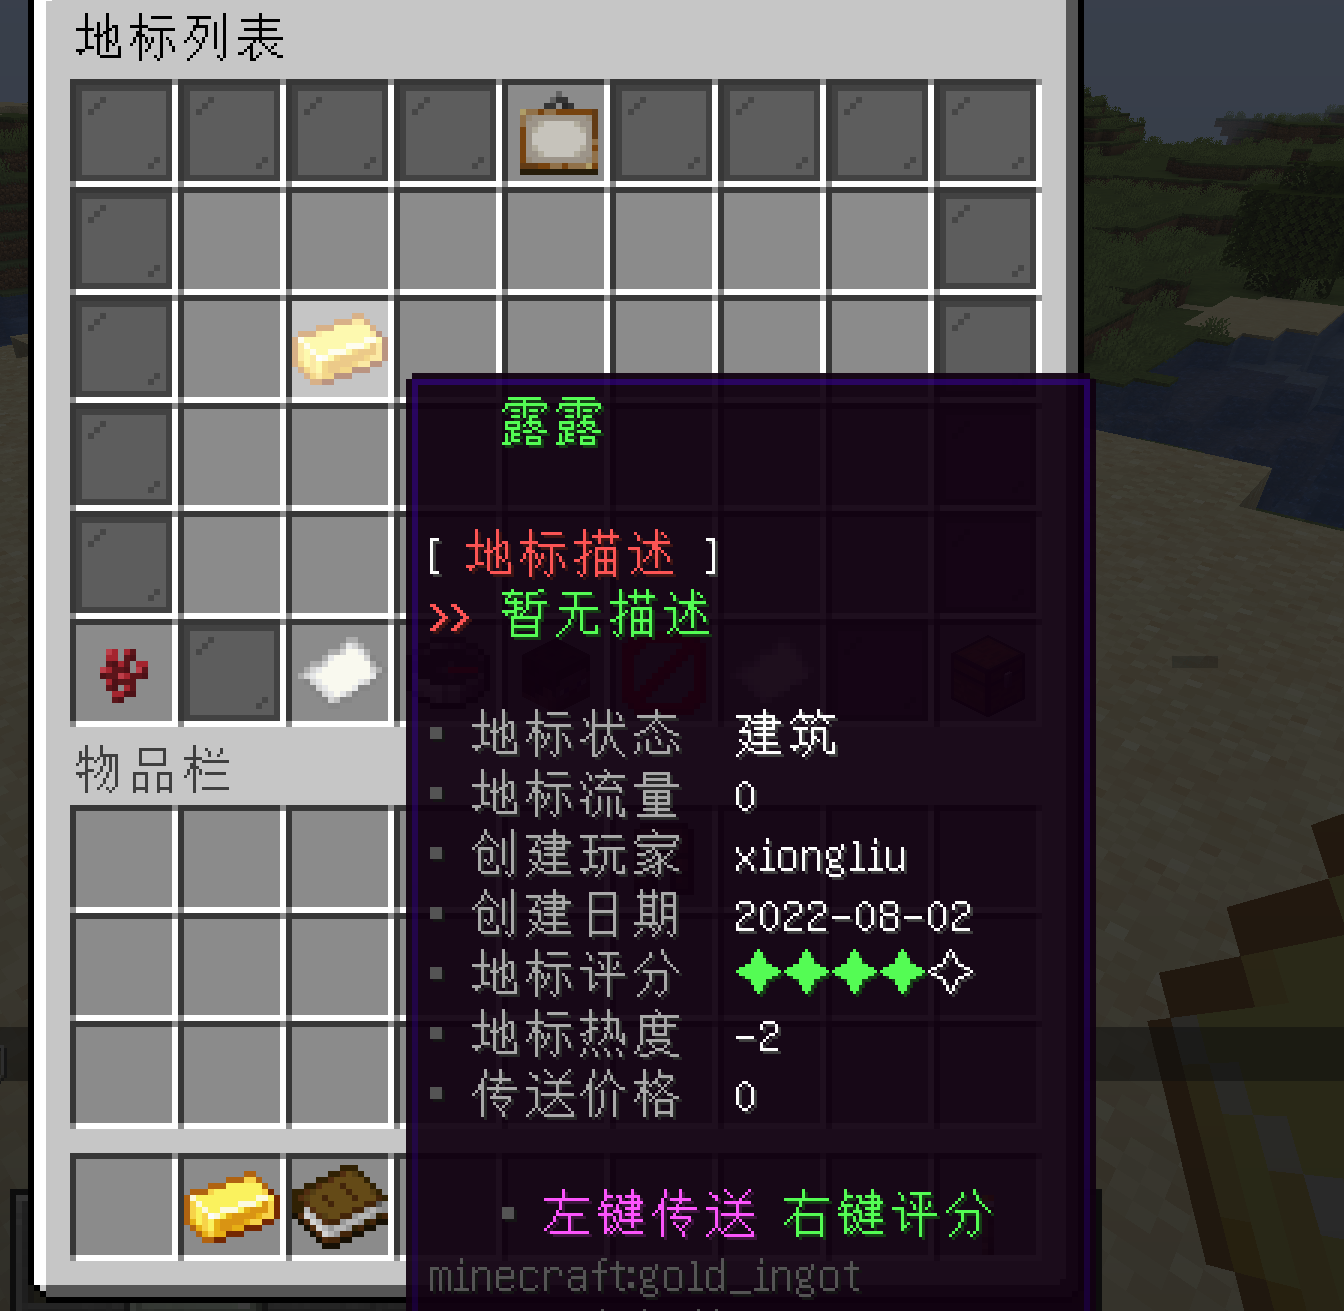 地标列表
露露
[ 地标描述 ]
>> 暂无描述
▪ 地标状态 建筑
▪ 地标流量 0
物品栏
▪ 创建玩家 xiongliu
▪ 创建日期 2022-08-02
▪ 地标评分 ✦✦✦✦✧
▪ 地标热度 -2
▪ 传送价格 0
▪ 左键传送 右键评分
minecraft:gold_ingot